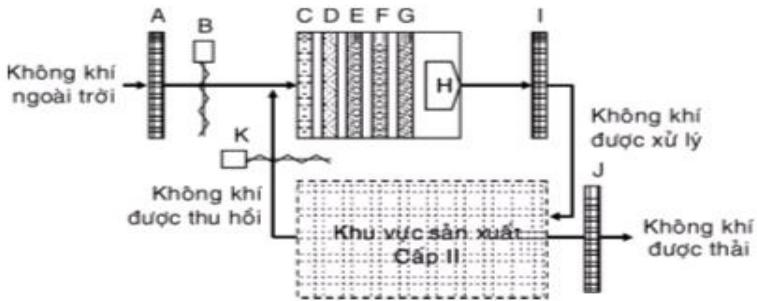 A
B
C D E F G
I
Không khí
ngoài trời
H
K
Không khí
được xử lý
J
Không khí
được thu hồi
Khu vực sản xuất
Cấp II
Không khí
được thải